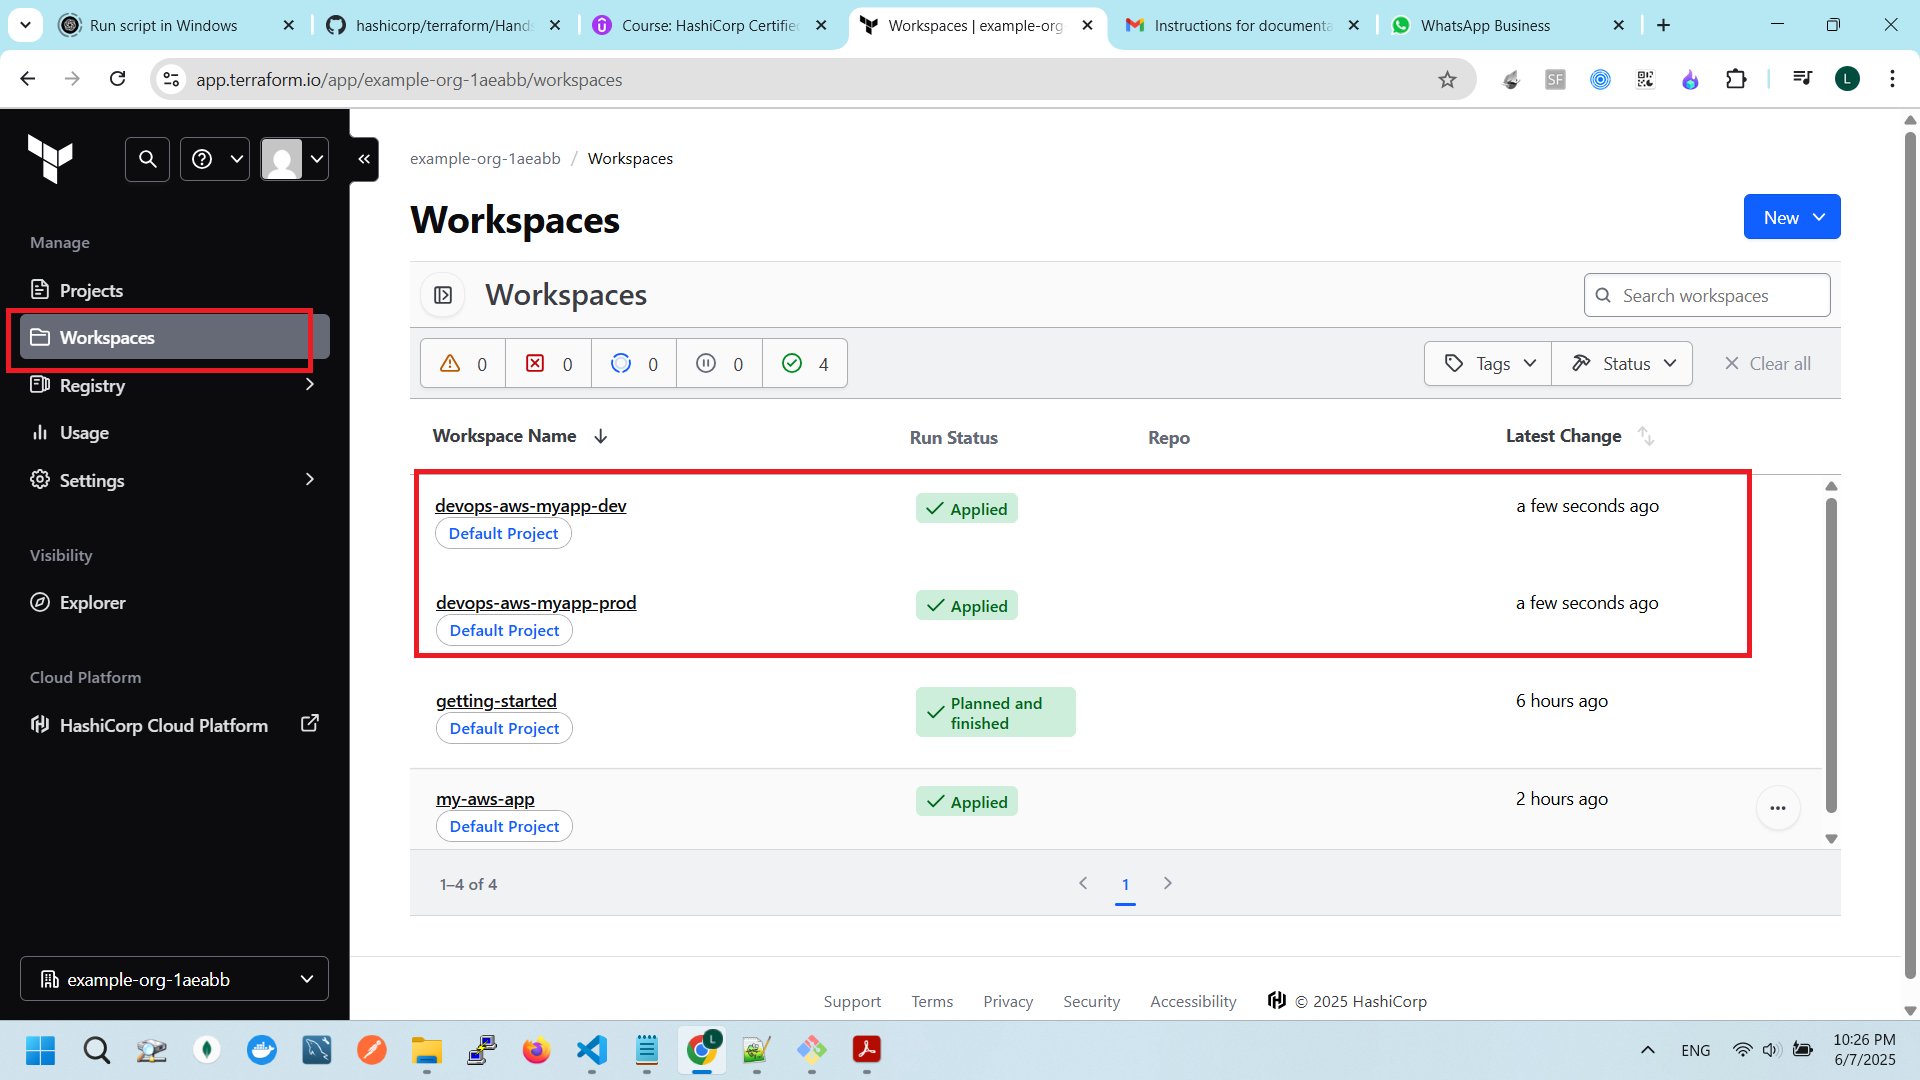 Run script in Windows
hashicorp/terraform/Hand
Course: HashiCorp Certifie
Workspaces | example-org-
Instructions for documenta
WhatsApp Business
app.terraform.io/app/example-org-1aeabb/workspaces
SF
L
example-org-1aeabb / Workspaces
Workspaces
New
Manage
Projects
Workspaces
Registry
Usage
Settings
Visibility
Explorer
Cloud Platform
HashiCorp Cloud Platform
example-org-1aeabb
Workspaces
Search workspaces
0 0 0 0 4
Tags Status Clear all
Workspace Name Run Status Repo Latest Change
devops-aws-myapp-dev Applied a few seconds ago
Default Project
devops-aws-myapp-prod Applied a few seconds ago
Default Project
getting-started Planned and finished 6 hours ago
Default Project
my-aws-app Applied 2 hours ago
Default Project
1–4 of 4 1
Support Terms Privacy Security Accessibility © 2025 HashiCorp
L
ENG
10:26 PM
6/7/2025